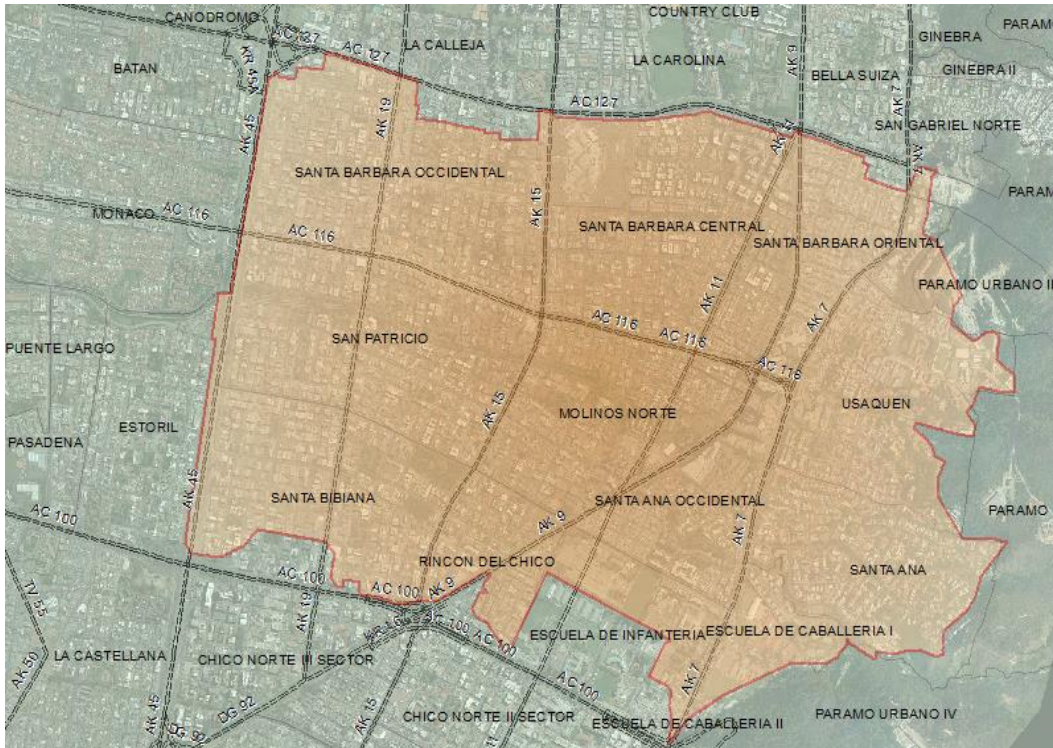 CANODROMO
COUNTRY CLUB
PARAM
AC 127
AC 127
LA CALLEJA
GINEBRA
BATAN
KR 45A
LA CAROLINA
AK 9
BELLA SUIZA
GINEBRA II
AK 7
AC127
AK 19
AK 45
SAN GABRIEL NORTE
AK 7
SANTA BARBARA OCCIDENTAL
PARAM
AK 15
MONACO
AC 116
AC 116
SANTA BARBARA CENTRAL
SANTA BARBARA ORIENTAL
PARAMO URBANO II
AK 11
AK 7
PUENTE LARGO
SAN PATRICIO
AC 116
AC 116
AC 116
ESTORIL
PASADENA
AK 15
MOLINOS NORTE
USAQUEN
AK 45
SANTA BIBIANA
SANTA ANA OCCIDENTAL
AC 100
AK 9
AK 7
PARAMO
RINCON DEL CHICO
SANTA ANA
AC 100
AC 100
AK 9
TV 55
AK 19
AC 100
ESCUELA DE INFANTERIA
ESCUELA DE CABALLERIA I
LA CASTELLANA
CHICO NORTE III SECTOR
AK 50
AC 100
AK 7
AK 45
DG 92
AK 15
CHICO NORTE II SECTOR
ESCUELA DE CABALLERIA II
PARAMO URBANO IV
DG 92
11